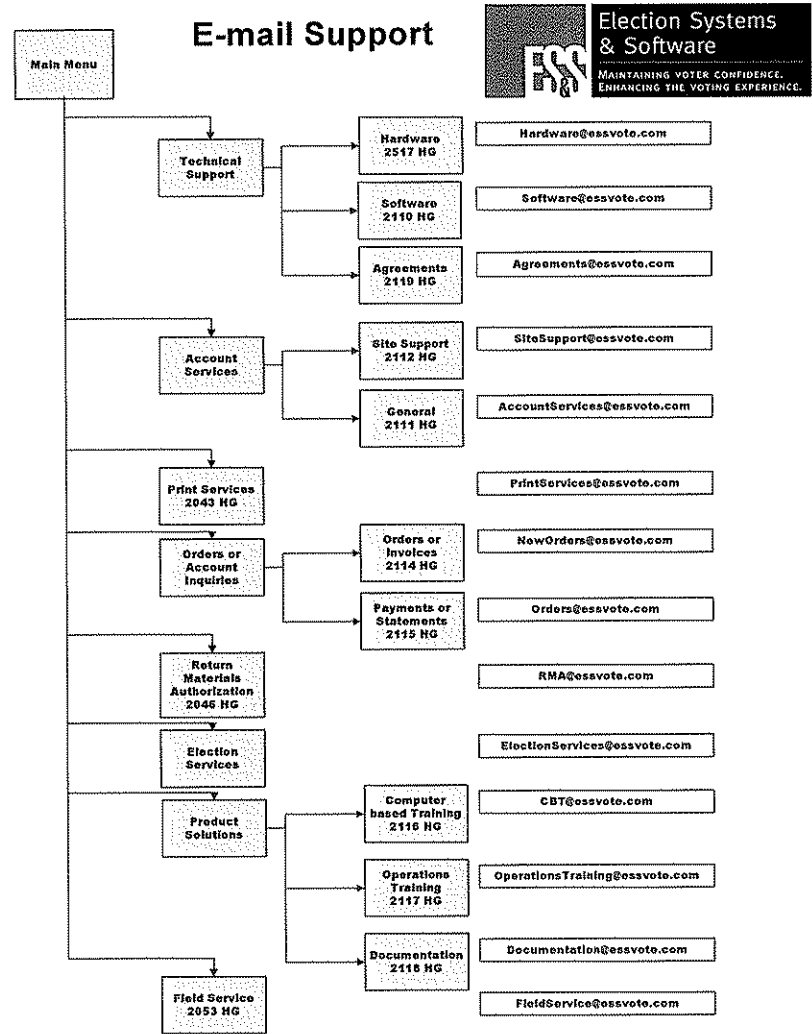 E-mail Support
Election Systems
& Software
MAINTAINING VOTER CONFIDENCE.
ENHANCING THE VOTING EXPERIENCE.
ES&S
Main Menu
Technical
Support
Hardware
2517 HG
Hardware@essvote.com
Software
2110 HG
Software@essvote.com
Agreements
2119 HG
Agreements@essvote.com
Account
Services
Site Support
2112 HG
SiteSupport@essvote.com
General
2111 HG
AccountServices@essvote.com
Print Services
2043 HG
PrintServices@essvote.com
Orders or
Account
Inquiries
Orders or
Invoices
2114 HG
NewOrders@essvote.com
Payments or
Statements
2115 HG
Orders@essvote.com
Return
Materials
Authorization
2046 HG
RMA@essvote.com
Election
Services
ElectionServices@essvote.com
Product
Solutions
Computer
based Training
2116 HG
CBT@essvote.com
Operations
Training
2117 HG
OperationsTraining@essvote.com
Documentation
2118 HG
Documentation@essvote.com
Field Service
2053 HG
FieldService@essvote.com